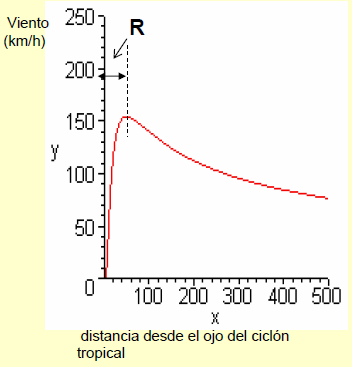 Viento
(km/h)
R
250
200
150
100
50
0
y
100 200 300 400 500
x
distancia desde el ojo del ciclón
tropical